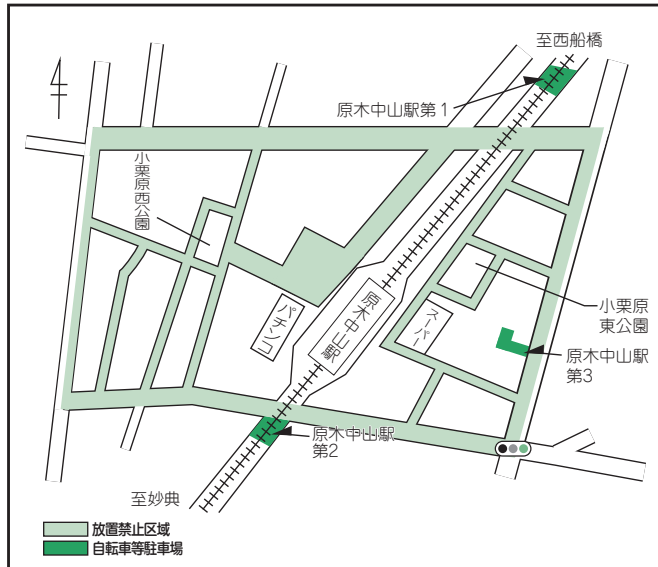 至西船橋
原木中山駅第1
小栗原西公園
小栗原
東公園
スーパー
原木中山駅
パチンコ
原木中山駅
第3
原木中山駅
第2
至妙典
放置禁止区域
自転車等駐車場